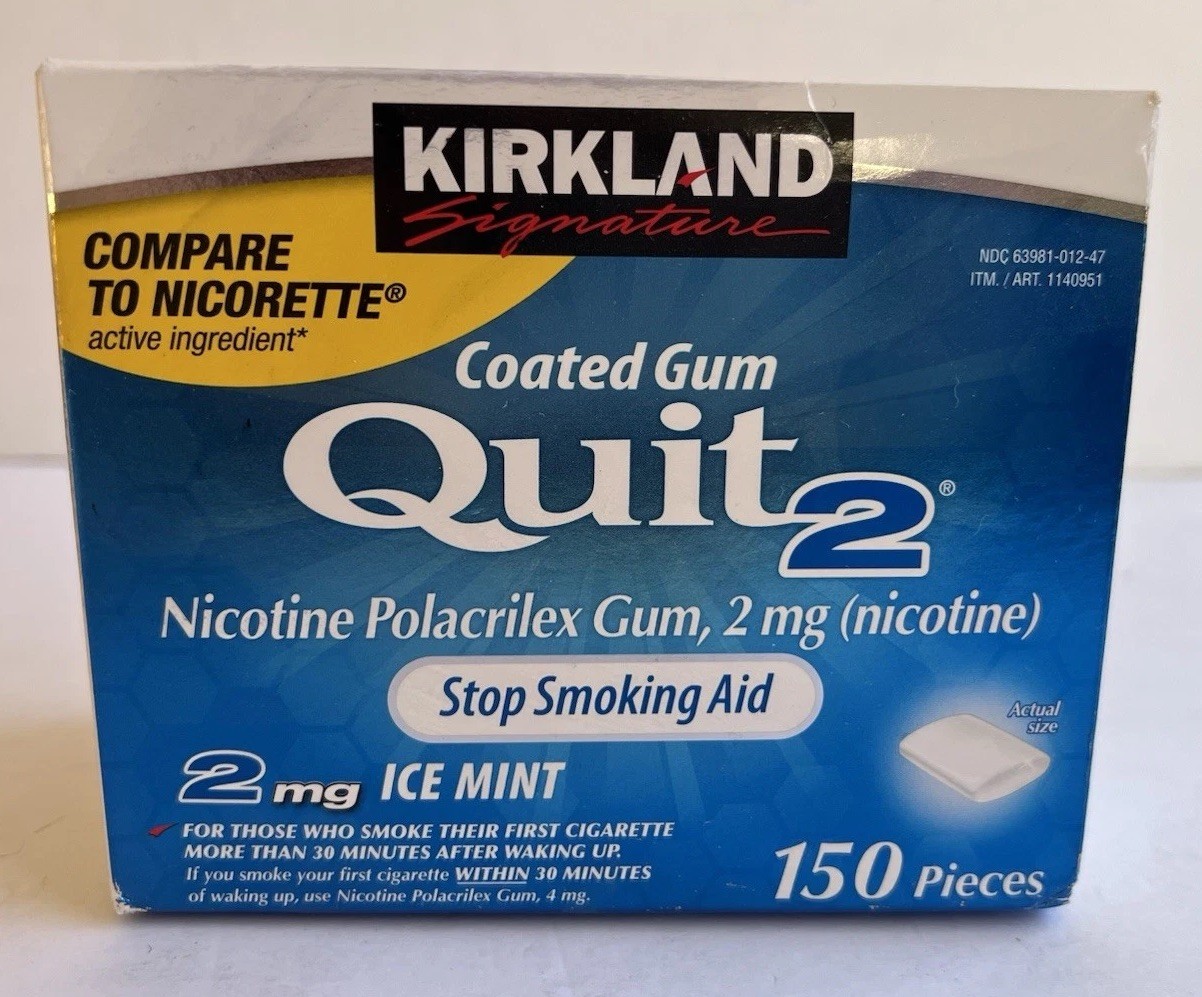 KIRKLAND
Signature
COMPARE
TO NICORETTE®
active ingredient*
NDC 63981-012-47
ITM. / ART. 1140951
Coated Gum
Quit2®
Nicotine Polacrilex Gum, 2 mg (nicotine)
Stop Smoking Aid
Actual
size
2 mg ICE MINT
FOR THOSE WHO SMOKE THEIR FIRST CIGARETTE
MORE THAN 30 MINUTES AFTER WAKING UP.
If you smoke your first cigarette WITHIN 30 MINUTES
of waking up, use Nicotine Polacrilex Gum, 4 mg.
150 Pieces